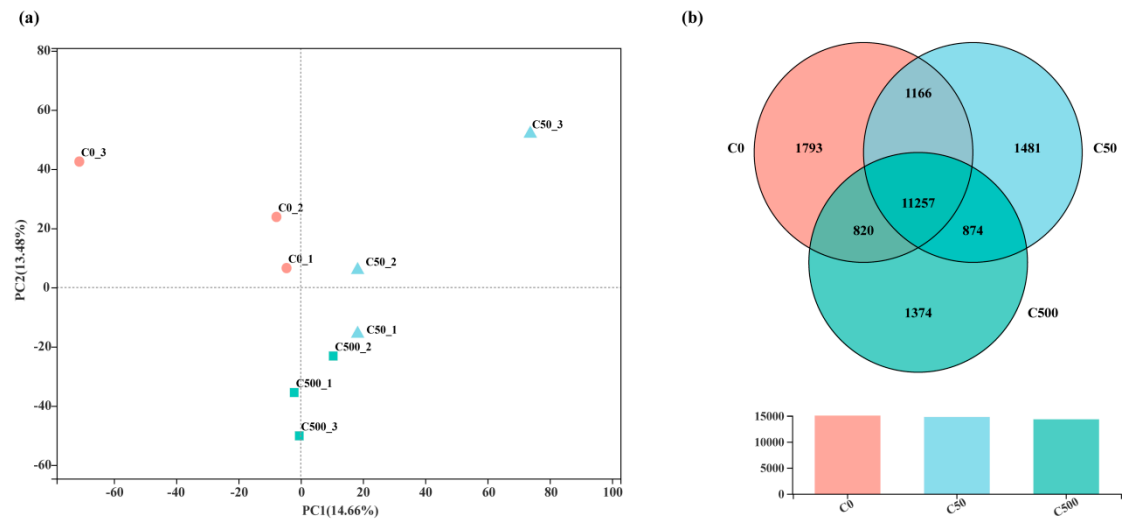 (a)
80
60
40
20
0
-20
-40
-60
PC2(13.48%)
C50_3
C0_3
C0_2
C0_1
C50_2
C50_1
C500_2
C500_1
C500_3
-60
-40
-20
0
20
40
60
80
100
PC1(14.66%)
(b)
1166
C0
1793
1481
C50
11257
820
874
1374
C500
15000
10000
5000
0
C0
C50
C500